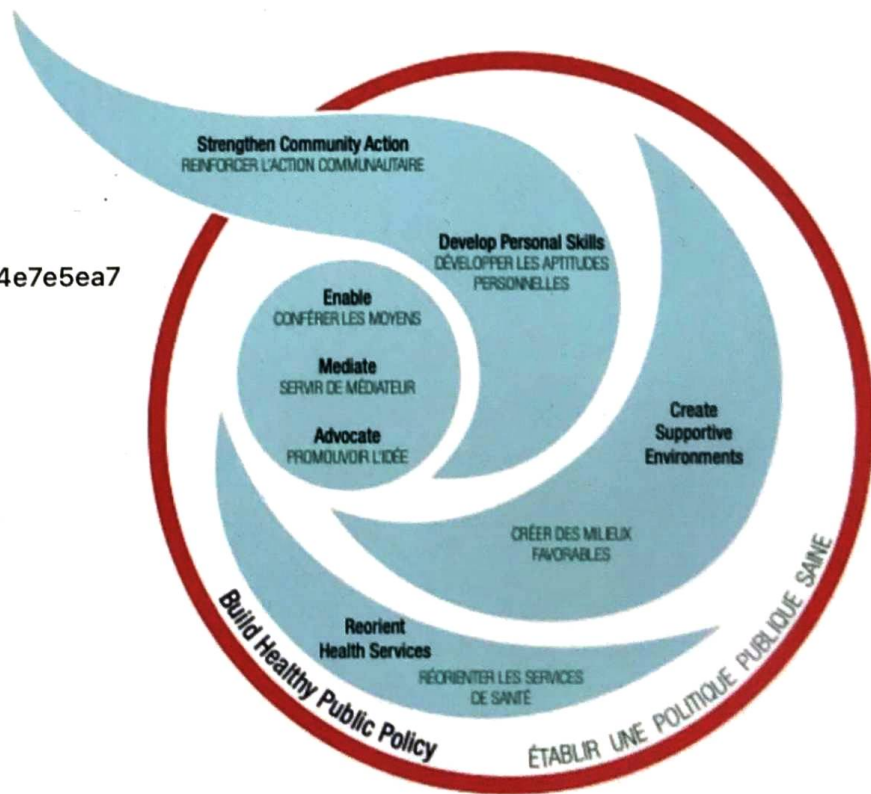 Strengthen Community Action
REINFORCER L'ACTION COMMUNAUTAIRE
Develop Personal Skills
DÉVELOPPER LES APTITUDES
PERSONNELLES
4e7e5ea7
Enable
CONFÉRER LES MOYENS
Mediate
SERVIR DE MÉDIATEUR
Advocate
PROMOUVOIR L'IDÉE
Create
Supportive
Environments
CRÉER DES MILIEUX
FAVORABLES
Reorient
Health Services
RÉORIENTER LES SERVICES
DE SANTÉ
Build Healthy Public Policy
ÉTABLIR UNE POLITIQUE PUBLIQUE SAINE